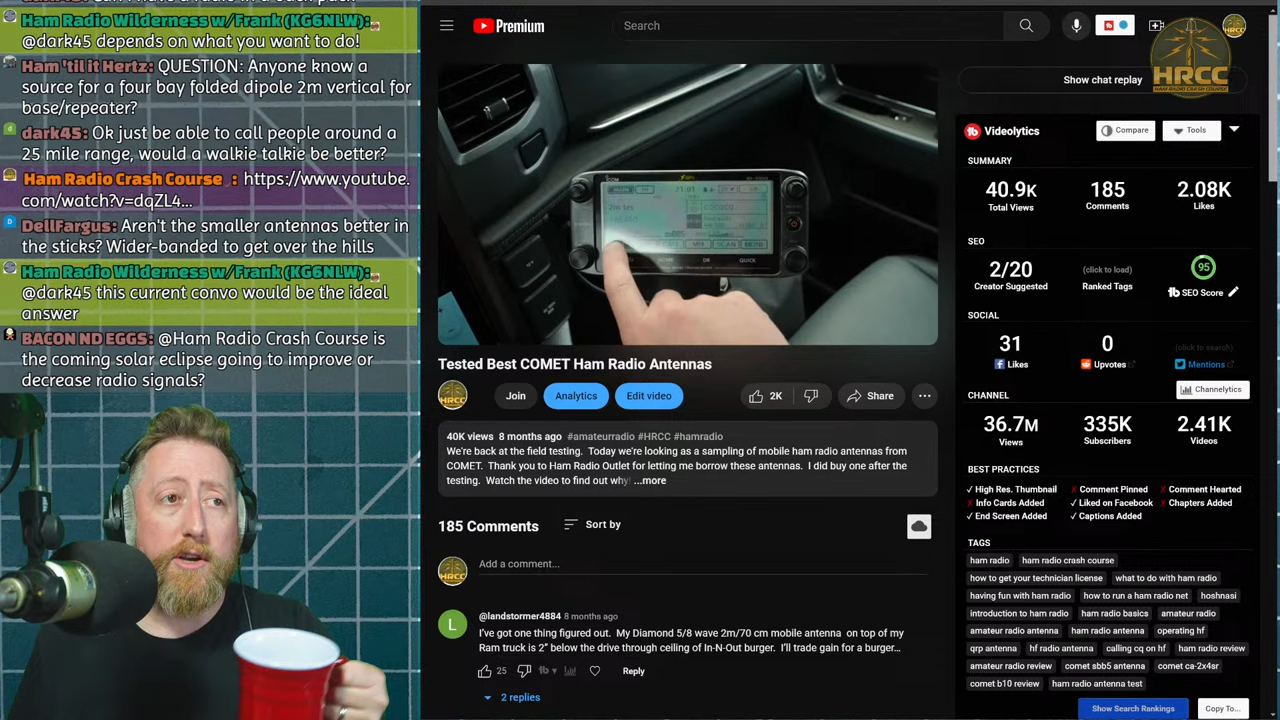 Ham Radio Wilderness w/Frank (KG6NLW):
@dark45 depends on what you want to do!
Ham 'til it Hertz: QUESTION: Anyone know a
source for a four bay folded dipole 2m vertical for
base/repeater?
dark45: Ok just be able to call people around a
25 mile range, would a walkie talkie be better?
Ham Radio Crash Course : https://www.youtube.
com/watch?v=dqZL4...
DellFargus: Aren't the smaller antennas better in
the sticks? Wider-banded to get over the hills
Ham Radio Wilderness w/Frank (KG6NLW):
@dark45 this current convo would be the ideal
answer
BACON ND EGGS: @Ham Radio Crash Course is
the coming solar eclipse going to improve or
decrease radio signals?
Premium
Search
HRCC
HAM RADIO CRASH COURSE
Show chat replay
ICOM
21:01
SCAN
QUICK
Tested Best COMET Ham Radio Antennas
Join
Analytics
Edit video
2K
Share
40K views 8 months ago #amateurradio #HRCC #hamradio
We're back at the field testing. Today we're looking as a sampling of mobile ham radio antennas from
COMET. Thank you to Ham Radio Outlet for letting me borrow these antennas. I did buy one after the
testing. Watch the video to find out why! ...more
185 Comments
Sort by
Add a comment...
L
@landstormer4884 8 months ago
I've got one thing figured out. My Diamond 5/8 wave 2m/70 cm mobile antenna on top of my
Ram truck is 2" below the drive through ceiling of In-N-Out burger. I'll trade gain for a burger...
25
tb
Reply
2 replies
tb Videolytics
Compare
Tools
SUMMARY
40.9K 185 2.08K
Total Views Comments Likes
SEO
2/20 (click to load) 95
Creator Suggested Ranked Tags tb SEO Score
SOCIAL
31 0 (click to search)
Likes Upvotes Mentions
Channelytics
CHANNEL
36.7M 335K 2.41K
Views Subscribers Videos
BEST PRACTICES
✓ High Res. Thumbnail ✗ Comment Pinned ✗ Comment Hearted
✗ Info Cards Added ✓ Liked on Facebook ✗ Chapters Added
✓ End Screen Added ✓ Captions Added
TAGS
ham radio ham radio crash course
how to get your technician license what to do with ham radio
having fun with ham radio how to run a ham radio net hoshnasi
introduction to ham radio ham radio basics amateur radio
amateur radio antenna ham radio antenna operating hf
qrp antenna hf radio antenna calling cq on hf ham radio review
amateur radio review comet sbb5 antenna comet ca-2x4sr
comet b10 review ham radio antenna test
Show Search Rankings
Copy To...